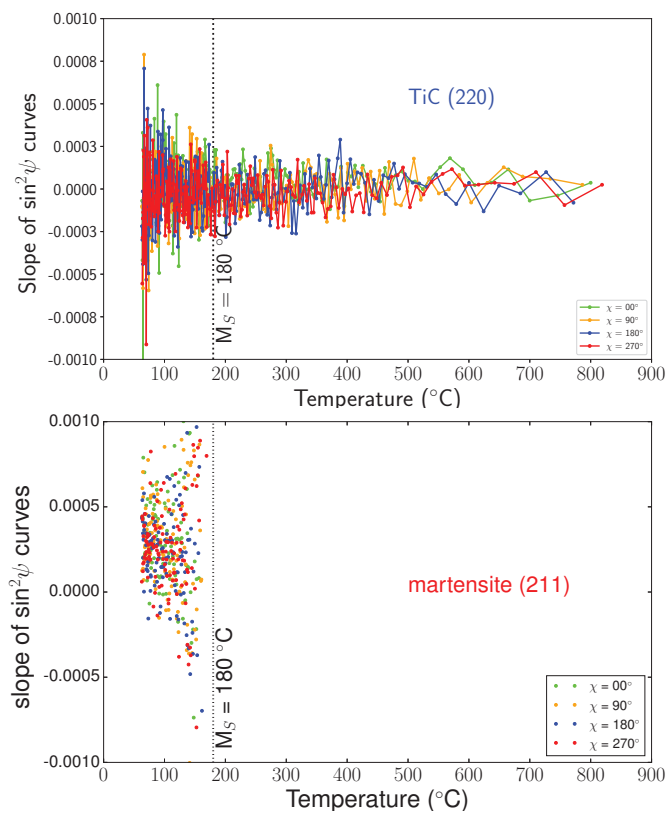 0.0010
0.0008
0.0005
0.0003
0.0000
-0.0003
-0.0005
-0.0008
-0.0010
Slope of sin²ψ curves
TiC (220)
M_S = 180 °C
χ = 00°
χ = 90°
χ = 180°
χ = 270°
0 100 200 300 400 500 600 700 800 900
Temperature (°C)
0.0010
0.0005
0.0000
-0.0005
-0.0010
slope of sin²ψ curves
martensite (211)
M_S = 180 °C
χ = 00°
χ = 90°
χ = 180°
χ = 270°
0 100 200 300 400 500 600 700 800 900
Temperature (°C)